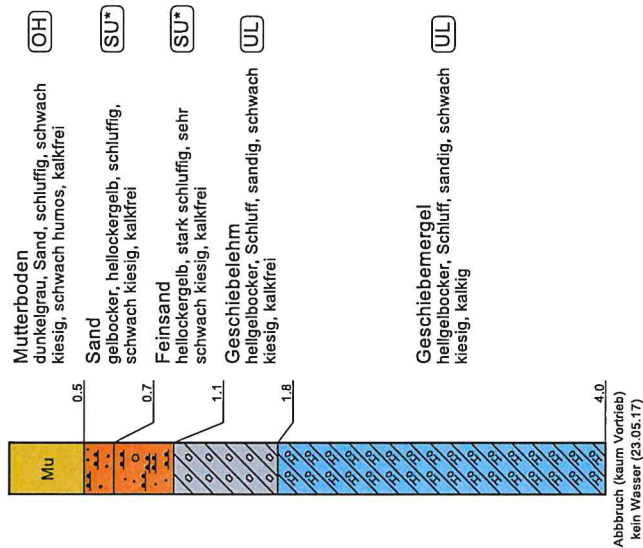 Mutterboden OH
dunkelgrau, Sand, schluffig, schwach
kiesig, schwach humos, kalkfrei
Mu
0.5
Sand SU*
gelbocker, hellockergelb, schluffig,
schwach kiesig, kalkfrei
0.7
Feinsand SU*
hellockergelb, stark schluffig, sehr
schwach kiesig, kalkfrei
1.1
Geschiebelehm UL
hellgelbocker, Schluff, sandig, schwach
kiesig, kalkfrei
1.8
Geschiebemergel UL
hellgelbocker, Schluff, sandig, schwach
kiesig, kalkig
4.0
Abbbruch (kaum Vortrieb)
kein Wasser (23.05.17)